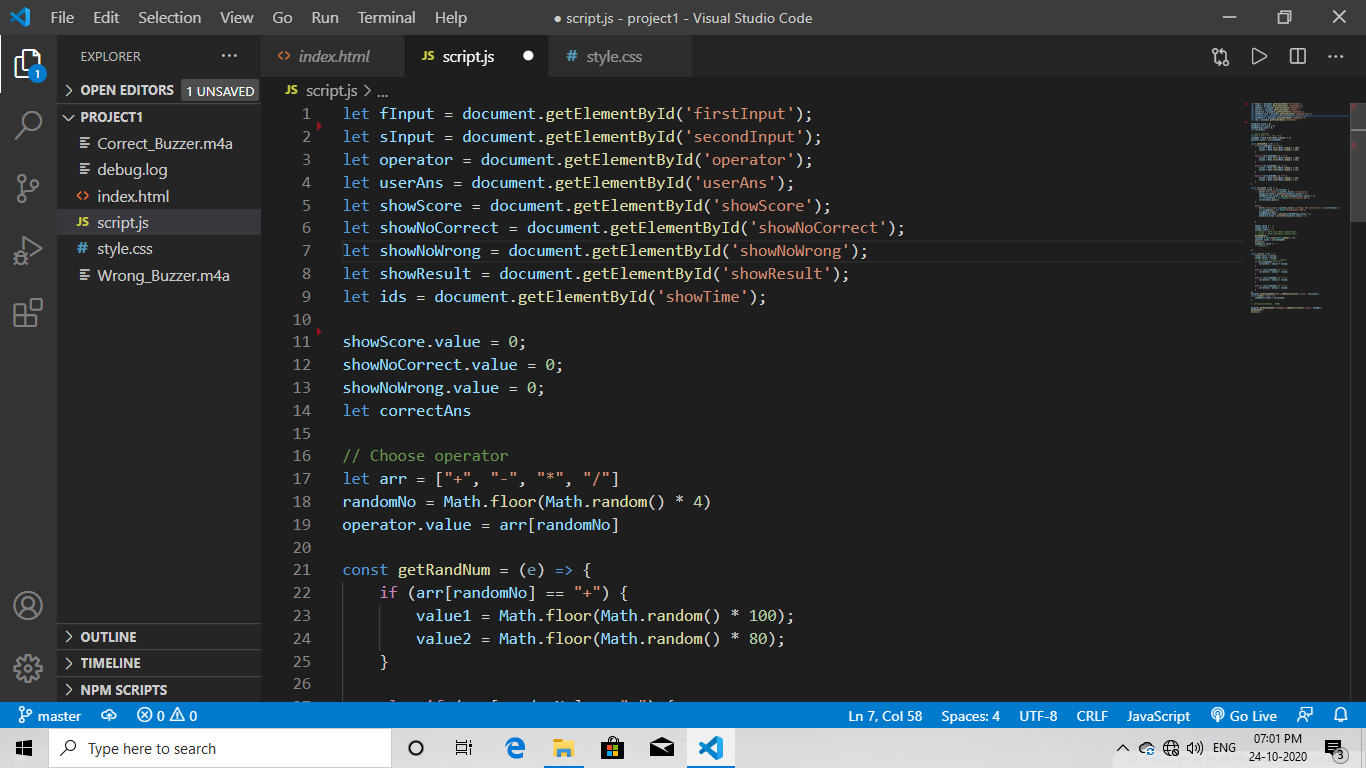 File Edit Selection View Go Run Terminal Help
● script.js - project1 - Visual Studio Code
EXPLORER
OPEN EDITORS 1 UNSAVED
PROJECT1
Correct_Buzzer.m4a
debug.log
<> index.html
JS script.js
# style.css
Wrong_Buzzer.m4a
OUTLINE
TIMELINE
NPM SCRIPTS
1
<> index.html JS script.js # style.css
JS script.js > ...
1 let fInput = document.getElementById('firstInput');
2 let sInput = document.getElementById('secondInput');
3 let operator = document.getElementById('operator');
4 let userAns = document.getElementById('userAns');
5 let showScore = document.getElementById('showScore');
6 let showNoCorrect = document.getElementById('showNoCorrect');
7 let showNoWrong = document.getElementById('showNoWrong');
8 let showResult = document.getElementById('showResult');
9 let ids = document.getElementById('showTime');
10
11 showScore.value = 0;
12 showNoCorrect.value = 0;
13 showNoWrong.value = 0;
14 let correctAns
15
16 // Choose operator
17 let arr = ["+", "-", "*", "/"]
18 randomNo = Math.floor(Math.random() * 4)
19 operator.value = arr[randomNo]
20
21 const getRandNum = (e) => {
22 if (arr[randomNo] == "+") {
23 value1 = Math.floor(Math.random() * 100);
24 value2 = Math.floor(Math.random() * 80);
25 }
26
master 0 0 Ln 7, Col 58 Spaces: 4 UTF-8 CRLF JavaScript Go Live
Type here to search
ENG 07:01 PM
24-10-2020
3